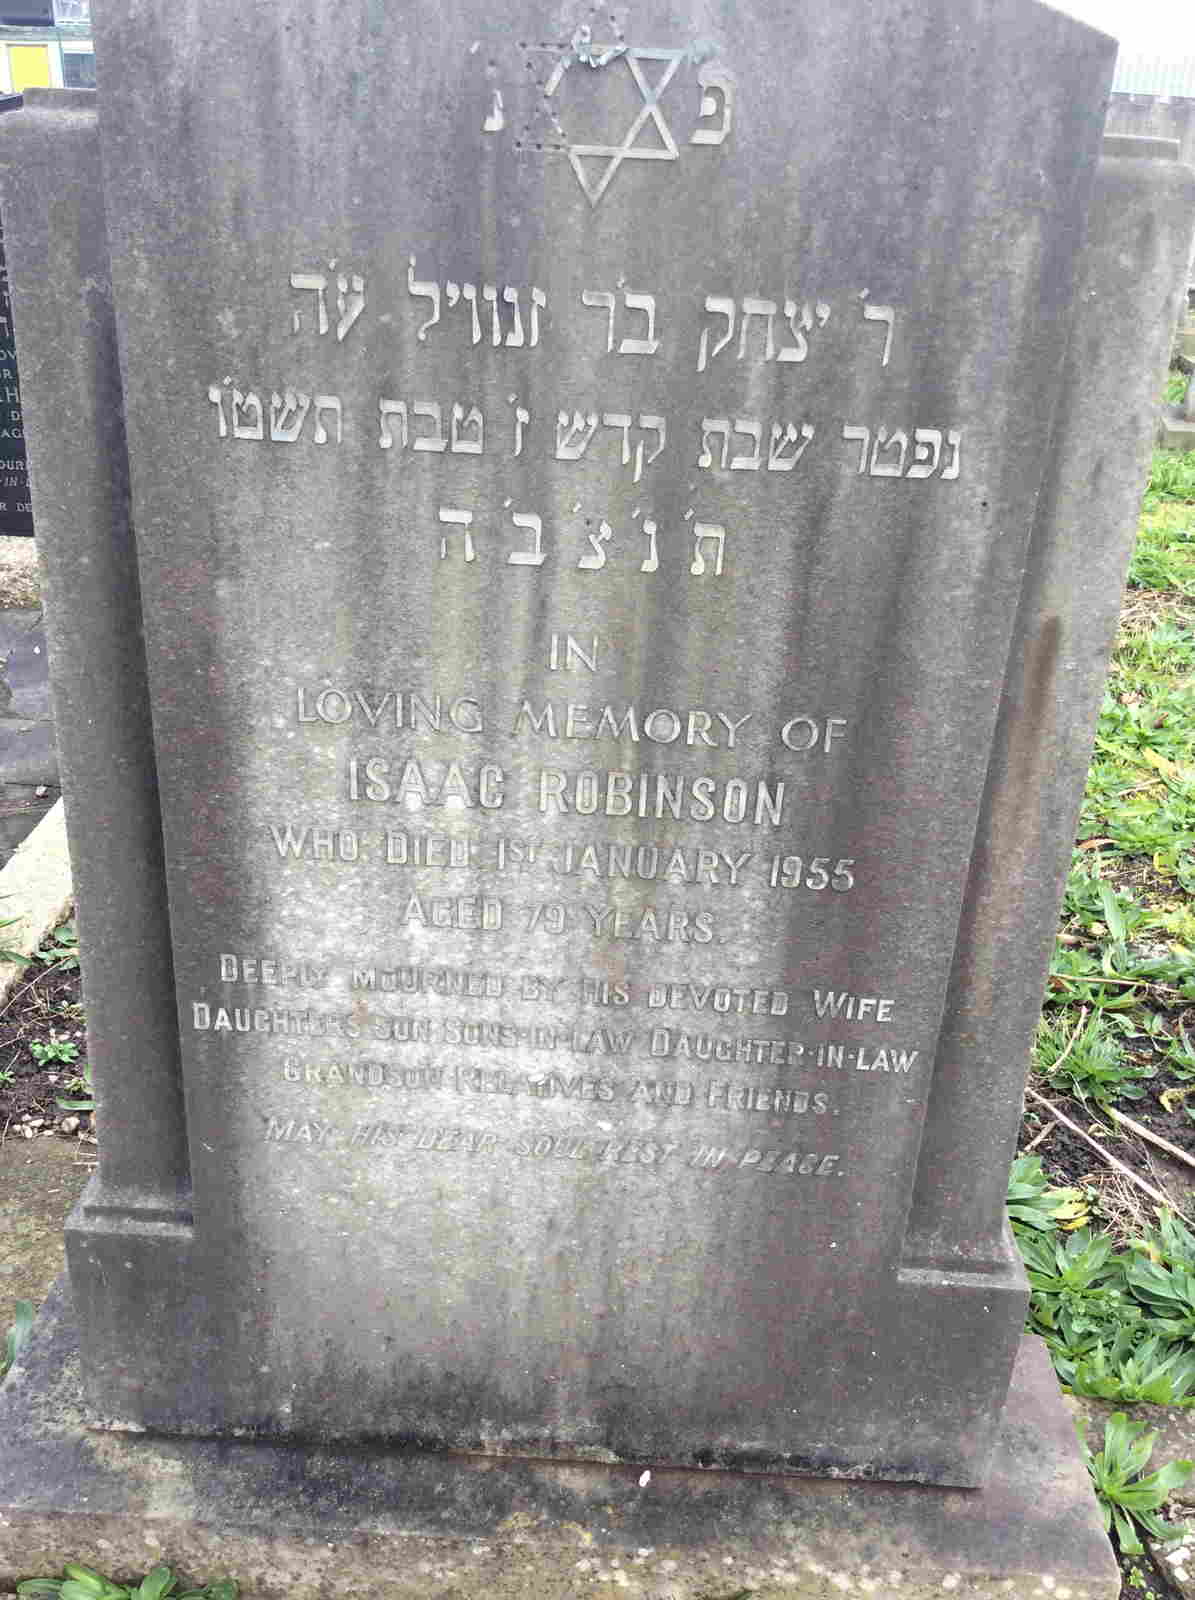 פ נ
ר׳ יצחק ב׳ר זנוויל ע׳ה
נפטר שבת קדש ז׳ טבת תשט׳ו
ת׳ נ׳ צ׳ ב׳ ה
IN
LOVING MEMORY OF
ISAAC ROBINSON
WHO DIED 1ST JANUARY 1955
AGED 79 YEARS.
DEEPLY MOURNED BY HIS DEVOTED WIFE
DAUGHTERS SON SONS-IN-LAW DAUGHTER-IN-LAW
GRANDSON RELATIVES AND FRIENDS.
MAY HIS DEAR SOUL REST IN PEACE.